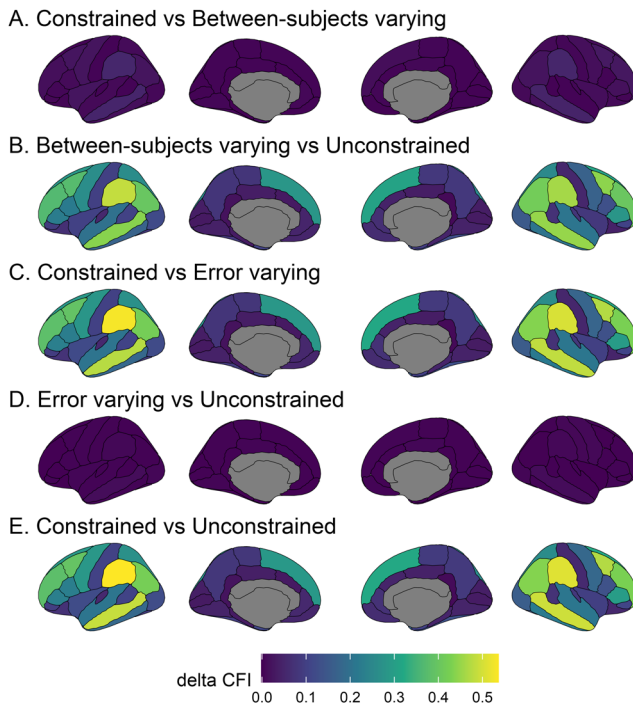 A. Constrained vs Between-subjects varying
B. Between-subjects varying vs Unconstrained
C. Constrained vs Error varying
D. Error varying vs Unconstrained
E. Constrained vs Unconstrained
delta CFI
0.0 0.1 0.2 0.3 0.4 0.5